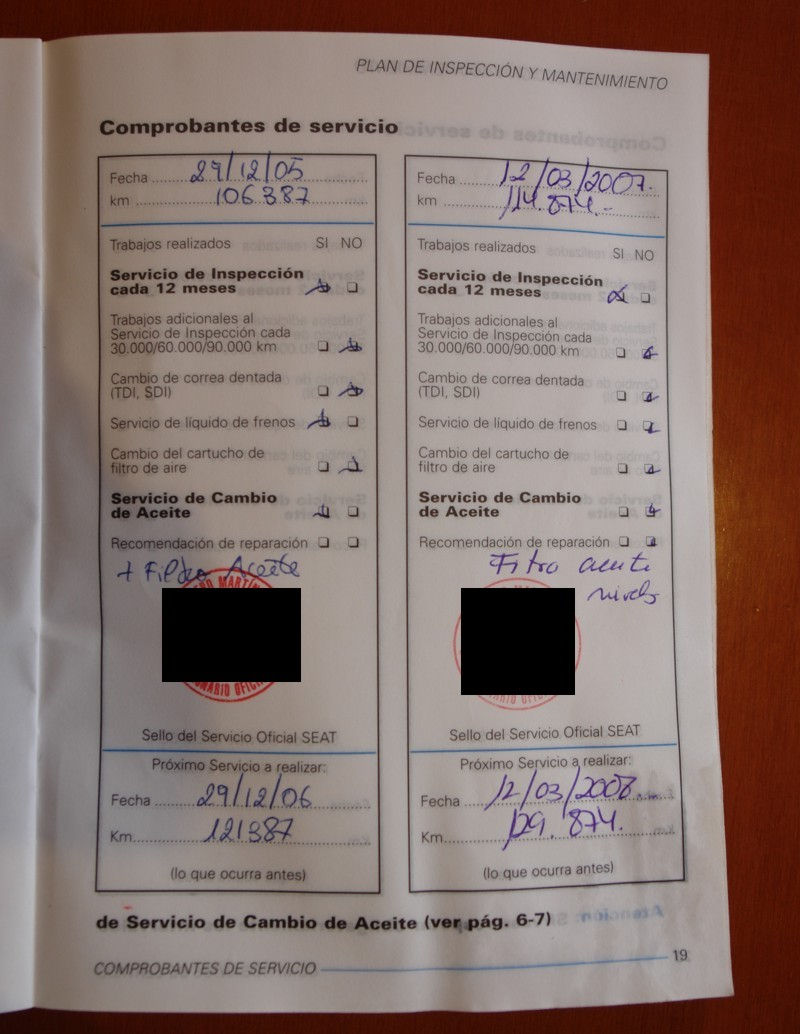 PLAN DE INSPECCIÓN Y MANTENIMIENTO
Comprobantes de servicio
Fecha 29/12/05
km 106387
Trabajos realizados SI NO
Servicio de Inspección
cada 12 meses
Trabajos adicionales al
Servicio de Inspección cada
30.000/60.000/90.000 km
Cambio de correa dentada
(TDI, SDI)
Servicio de líquido de frenos
Cambio del cartucho de
filtro de aire
Servicio de Cambio
de Aceite
Recomendación de reparación
+ Filtro Aceite
MARTÍN
OFICI
Sello del Servicio Oficial SEAT
Próximo Servicio a realizar:
Fecha 29/12/06
Km 121387
(lo que ocurra antes)
Fecha 12/03/2007.
km 114.874.-
Trabajos realizados SI NO
Servicio de Inspección
cada 12 meses
Trabajos adicionales al
Servicio de Inspección cada
30.000/60.000/90.000 km
Cambio de correa dentada
(TDI, SDI)
Servicio de líquido de frenos
Cambio del cartucho de
filtro de aire
Servicio de Cambio
de Aceite
Recomendación de reparación
Filtro aceite
niveles
Sello del Servicio Oficial SEAT
Próximo Servicio a realizar:
Fecha 12/03/2008.
Km 129.874.
(lo que ocurra antes)
de Servicio de Cambio de Aceite (ver pág. 6-7)
COMPROBANTES DE SERVICIO 19